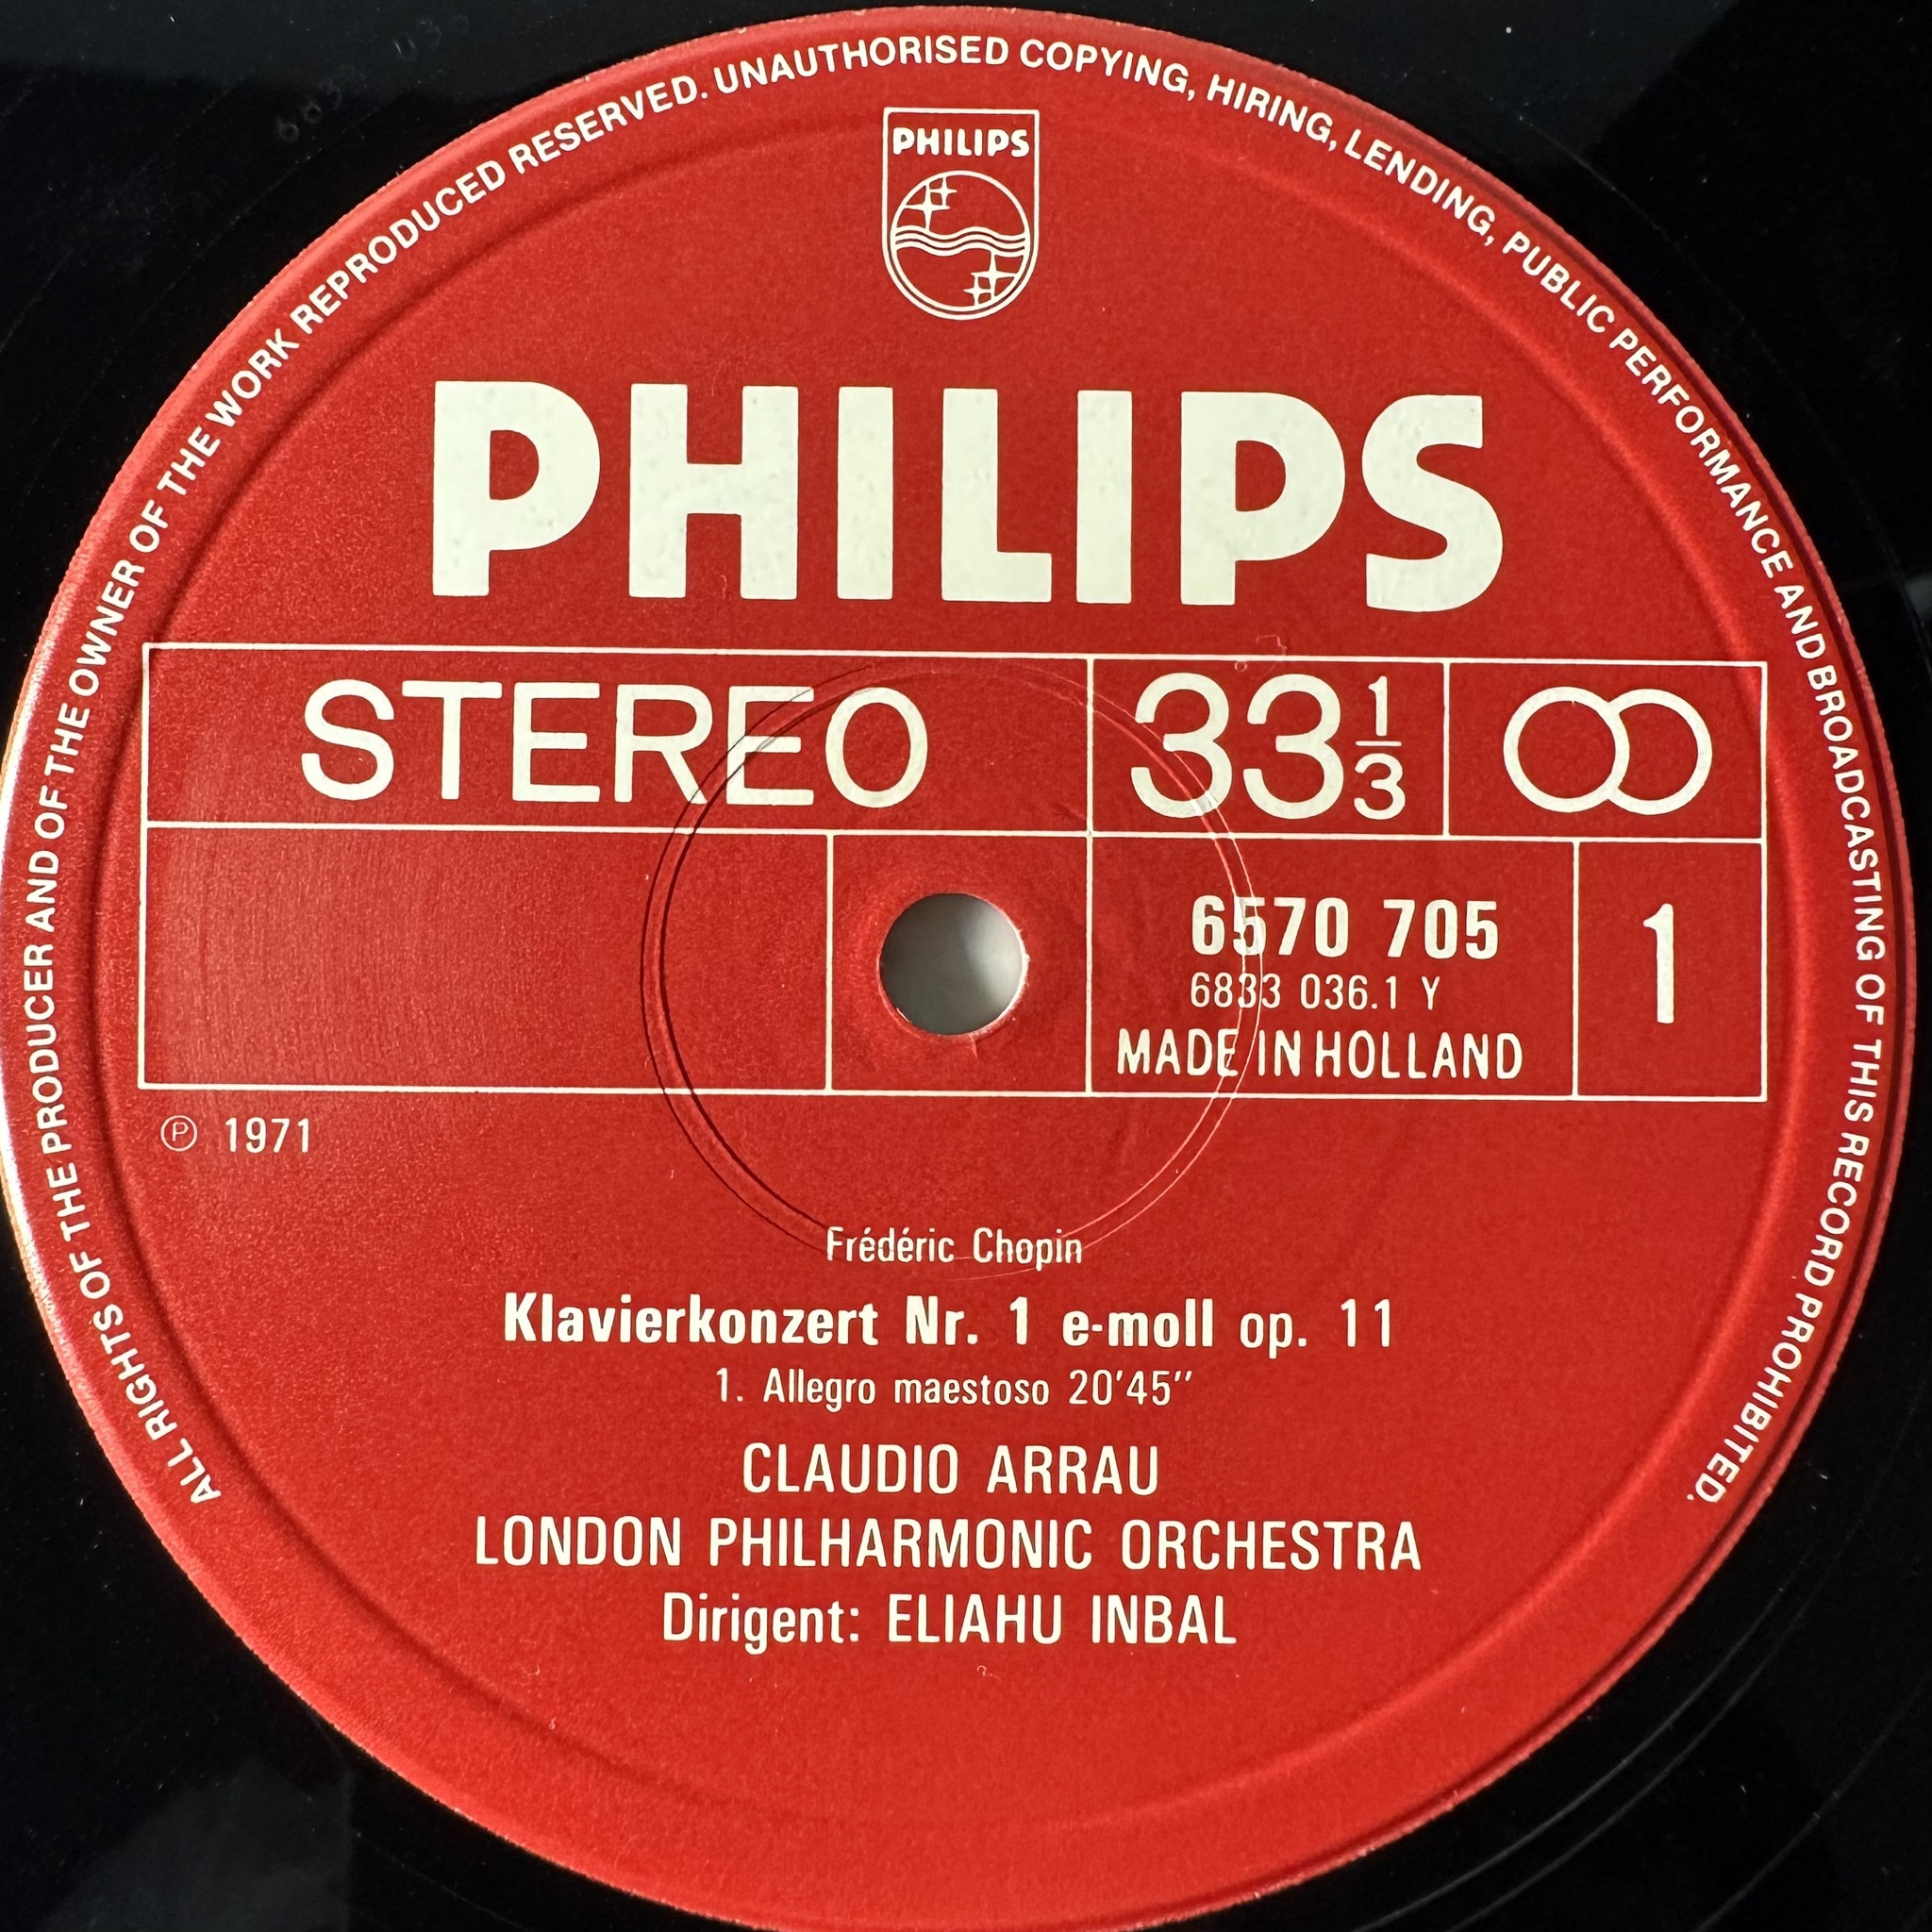 ALL RIGHTS OF THE PRODUCER AND OF THE OWNER OF THE WORK REPRODUCED RESERVED. UNAUTHORISED COPYING, HIRING, LENDING, PUBLIC PERFORMANCE AND BROADCASTING OF THIS RECORD PROHIBITED.
PHILIPS
PHILIPS
STEREO 33 1/3
6570 705
6833 036.1 Y
MADE IN HOLLAND
1
℗ 1971
Frédéric Chopin
Klavierkonzert Nr. 1 e-moll op. 11
1. Allegro maestoso 20'45"
CLAUDIO ARRAU
LONDON PHILHARMONIC ORCHESTRA
Dirigent: ELIAHU INBAL